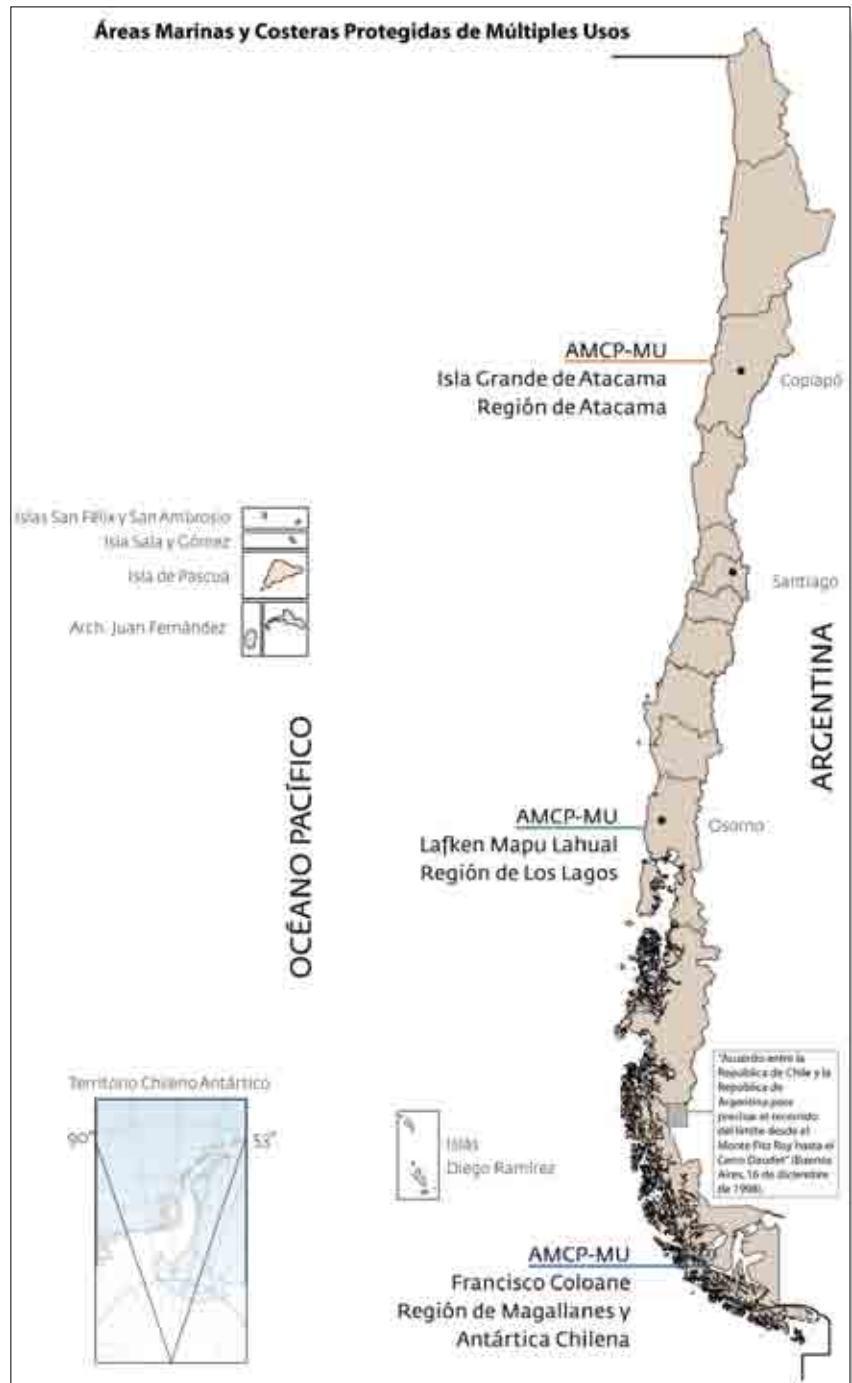 Áreas Marinas y Costeras Protegidas de Múltiples Usos
AMCP-MU
Isla Grande de Atacama
Región de Atacama
Copiapó
Islas San Félix y San Ambrosio
Isla Sala y Gómez
Isla de Pascua
Arch. Juan Fernández
Santiago
ARGENTINA
OCÉANO PACÍFICO
AMCP-MU
Lafken Mapu Lahual
Región de Los Lagos
Osorno
"Acuerdo entre la
República de Chile y la
República de
Argentina para
precisar el recorrido
del límite desde el
Monte Fitz Roy hasta el
Cerro Daudet" (Buenos
Aires, 16 de diciembre
de 1998).
Territorio Chileno Antártico
90°
53°
Islas
Diego Ramírez
AMCP-MU
Francisco Coloane
Región de Magallanes y
Antártica Chilena